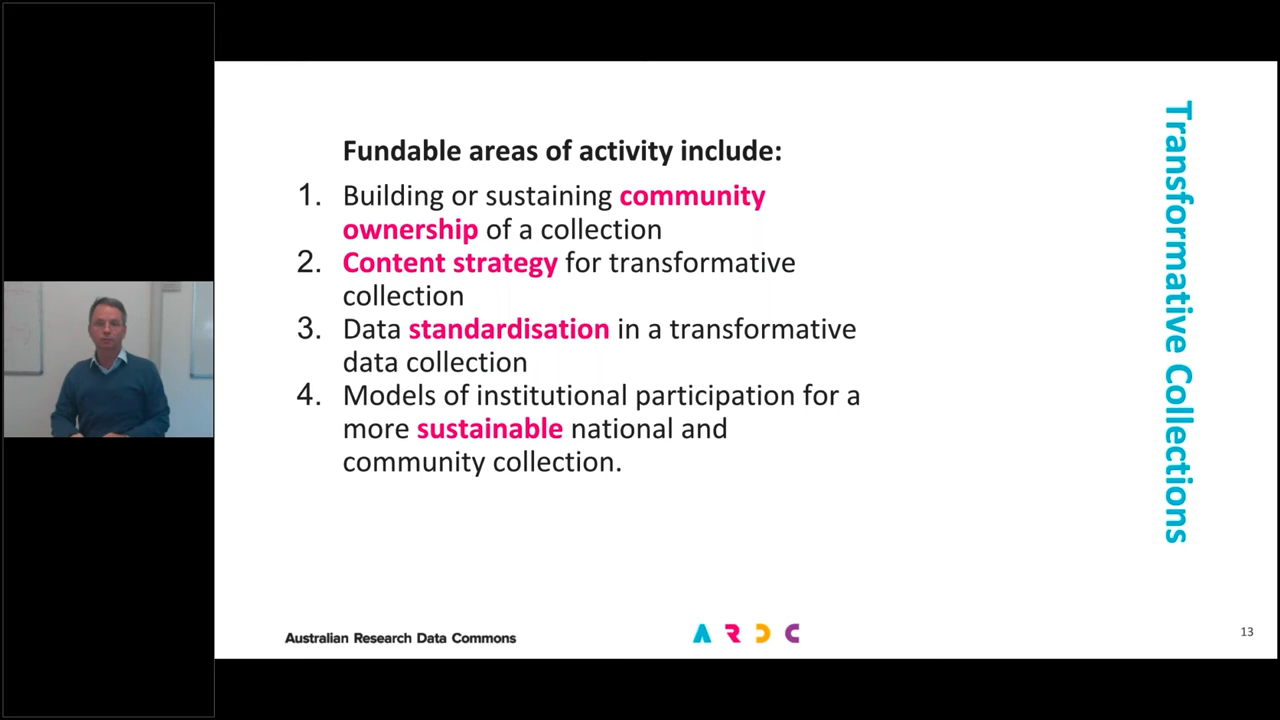 Fundable areas of activity include:
1. Building or sustaining community
ownership of a collection
2. Content strategy for transformative
collection
3. Data standardisation in a transformative
data collection
4. Models of institutional participation for a
more sustainable national and
community collection.
Transformative Collections
Australian Research Data Commons
ARDC
13